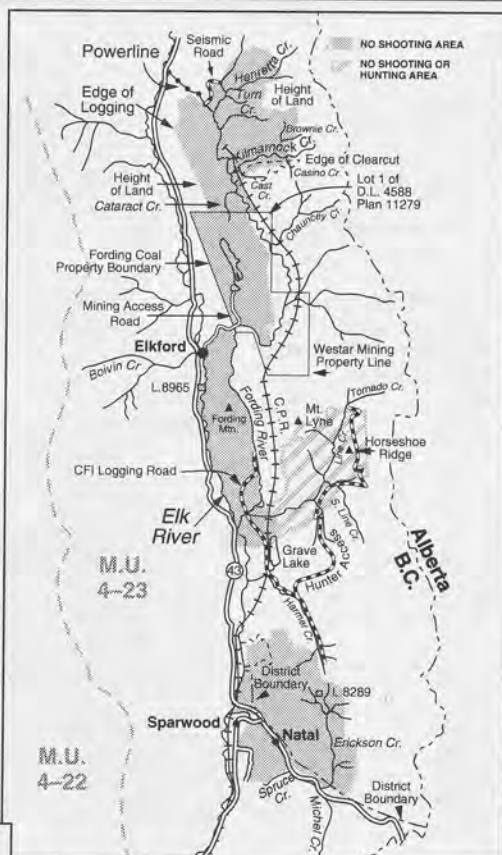 Powerline
Seismic
Road
Henretta Cr.
NO SHOOTING AREA
NO SHOOTING OR
HUNTING AREA
Edge of
Logging
Turn
Cr.
Height
of Land
Brownie Cr.
Kilmarnock Cr.
Edge of Clearcut
Height
of Land
Cast Cr.
Casino Cr.
Lot 1 of
D.L. 4588
Plan 11279
Cataract Cr.
Chauncey Cr.
Fording Coal
Property Boundary
Mining Access
Road
Elkford
Westar Mining
Property Line
Boivin Cr.
L.8965
Tornado Cr.
C.P.R.
Mt.
Lyne
Fording
Mtn.
Fording River
Line Cr.
Horseshoe
Ridge
CFI Logging Road
S. Line Cr.
Elk
River
Alberta
B.C.
M.U.
4-23
43
Grave
Lake
Hunter Access
Harmer Cr.
District
Boundary
L.8289
Sparwood
Natal
Erickson Cr.
M.U.
4-22
Spruce
Cr.
Michel Cr.
District
Boundary